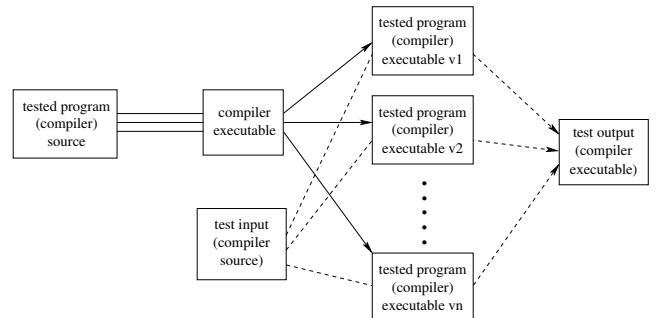 tested program
(compiler)
source
compiler
executable
tested program
(compiler)
executable v1
tested program
(compiler)
executable v2
test input
(compiler
source)
tested program
(compiler)
executable vn
test output
(compiler
executable)